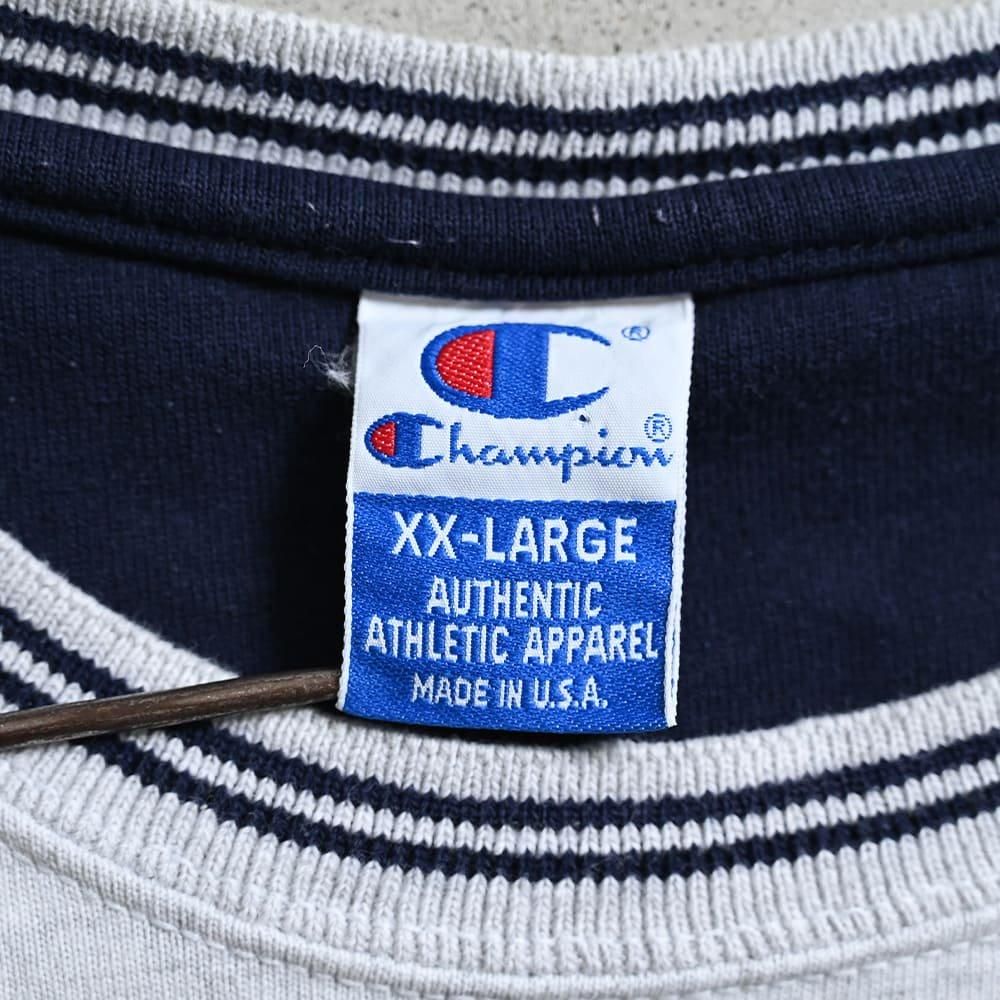 ®
Champion®
XX-LARGE
AUTHENTIC
ATHLETIC APPAREL
MADE IN U.S.A.